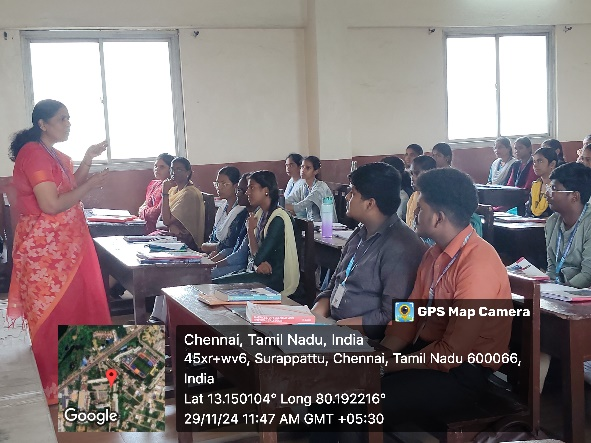 GPS Map Camera
Chennai, Tamil Nadu, India
45xr+wv6, Surappattu, Chennai, Tamil Nadu 600066,
India
Lat 13.150104° Long 80.192216°
29/11/24 11:47 AM GMT +05:30
Google